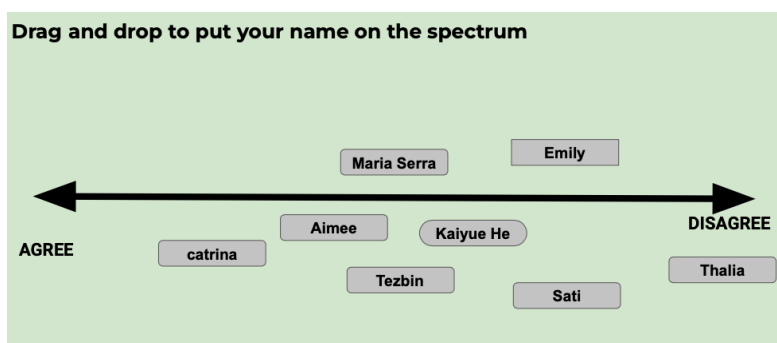 Drag and drop to put your name on the spectrum
Maria Serra
Emily
AGREE
DISAGREE
Aimee
Kaiyue He
catrina
Tezbin
Sati
Thalia